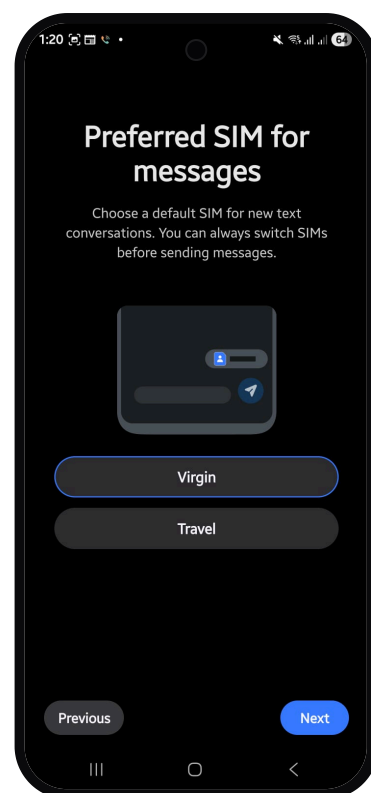 1:20
64
Preferred SIM for
messages
Choose a default SIM for new text
conversations. You can always switch SIMs
before sending messages.
Virgin
Travel
Previous
Next